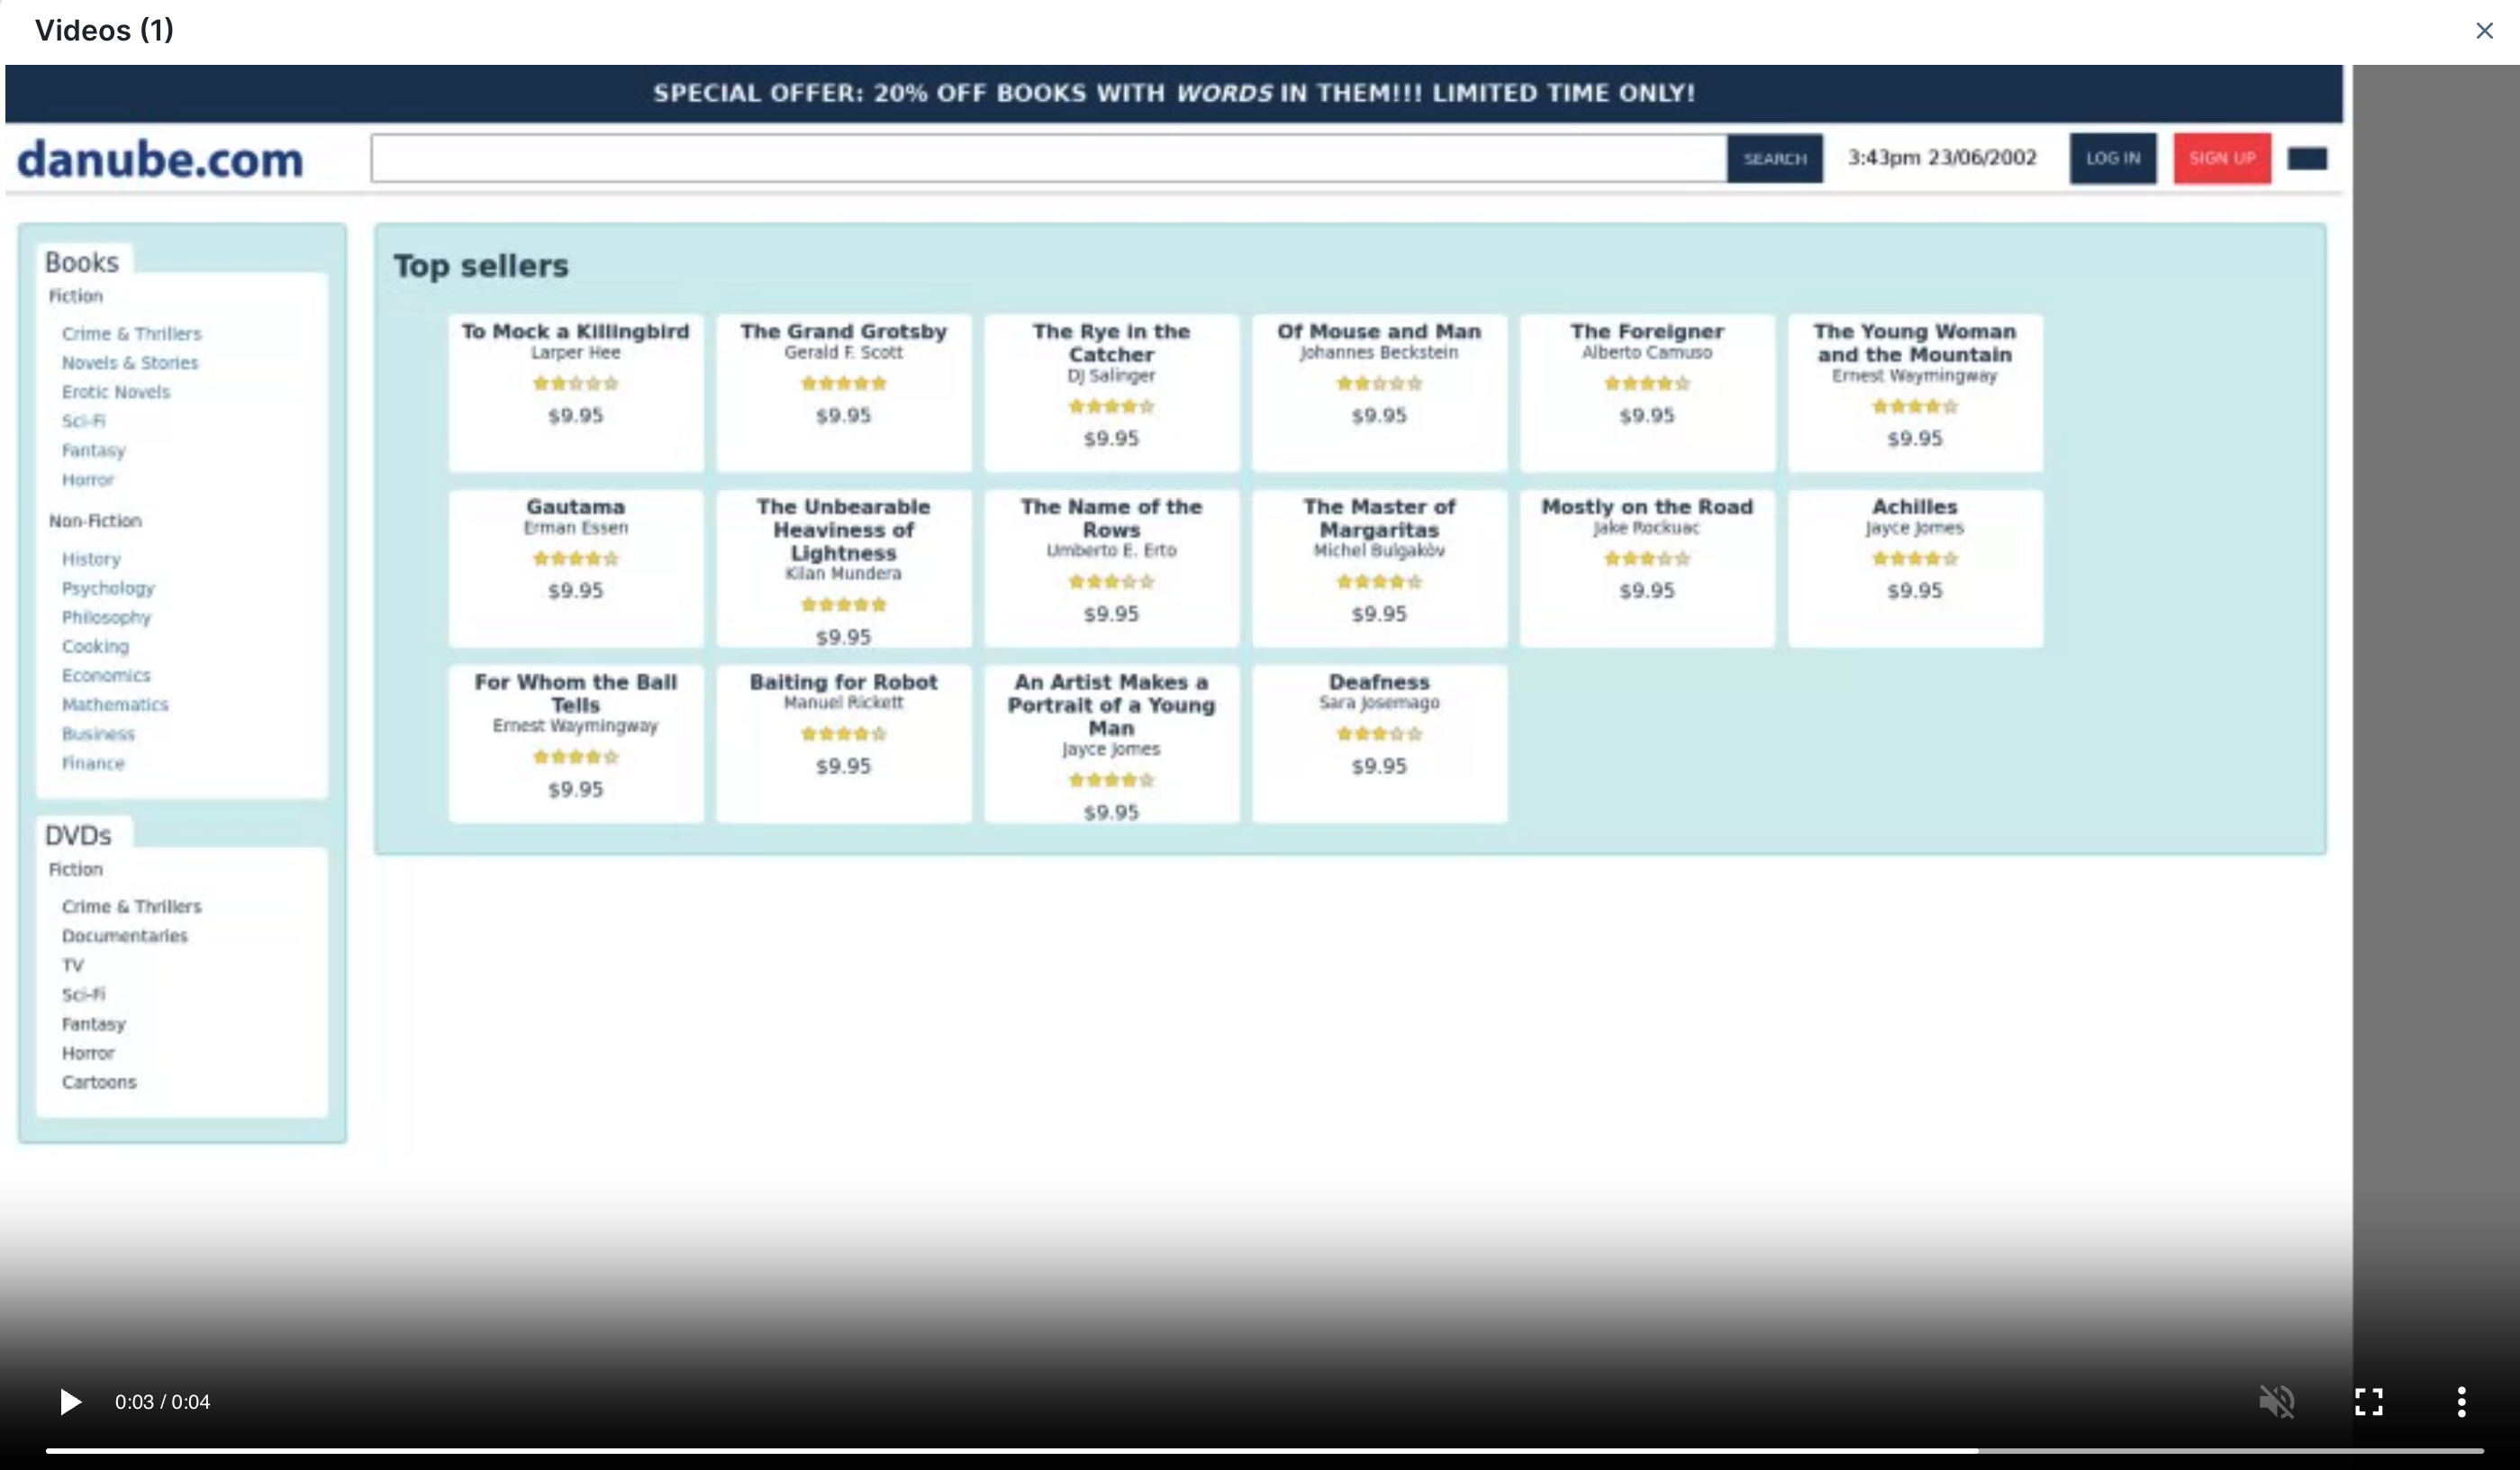 Videos (1)
SPECIAL OFFER: 20% OFF BOOKS WITH WORDS IN THEM!!! LIMITED TIME ONLY!
danube.com
SEARCH
3:43pm 23/06/2002
LOG IN
SIGN UP
Books
Fiction
Crime & Thrillers
Novels & Stories
Erotic Novels
Sci-Fi
Fantasy
Horror
Non-Fiction
History
Psychology
Philosophy
Cooking
Economics
Mathematics
Business
Finance
DVDs
Fiction
Crime & Thrillers
Documentaries
TV
Sci-Fi
Fantasy
Horror
Cartoons
Top sellers
To Mock a Killingbird
Larper Hee
$9.95
The Grand Grotsby
Gerald F. Scott
$9.95
The Rye in the
Catcher
DJ Salinger
$9.95
Of Mouse and Man
Johannes Beckstein
$9.95
The Foreigner
Alberto Camuso
$9.95
The Young Woman
and the Mountain
Ernest Waymingway
$9.95
Gautama
Erman Essen
$9.95
The Unbearable
Heaviness of
Lightness
Kilan Mundera
$9.95
The Name of the
Rows
Umberto E. Erto
$9.95
The Master of
Margaritas
Michel Bulgakòv
$9.95
Mostly on the Road
Jake Rockuac
$9.95
Achilles
Jayce Jomes
$9.95
For Whom the Ball
Tells
Ernest Waymingway
$9.95
Baiting for Robot
Manuel Rickett
$9.95
An Artist Makes a
Portrait of a Young
Man
Jayce Jomes
$9.95
Deafness
Sara Josemago
$9.95
0:03 / 0:04